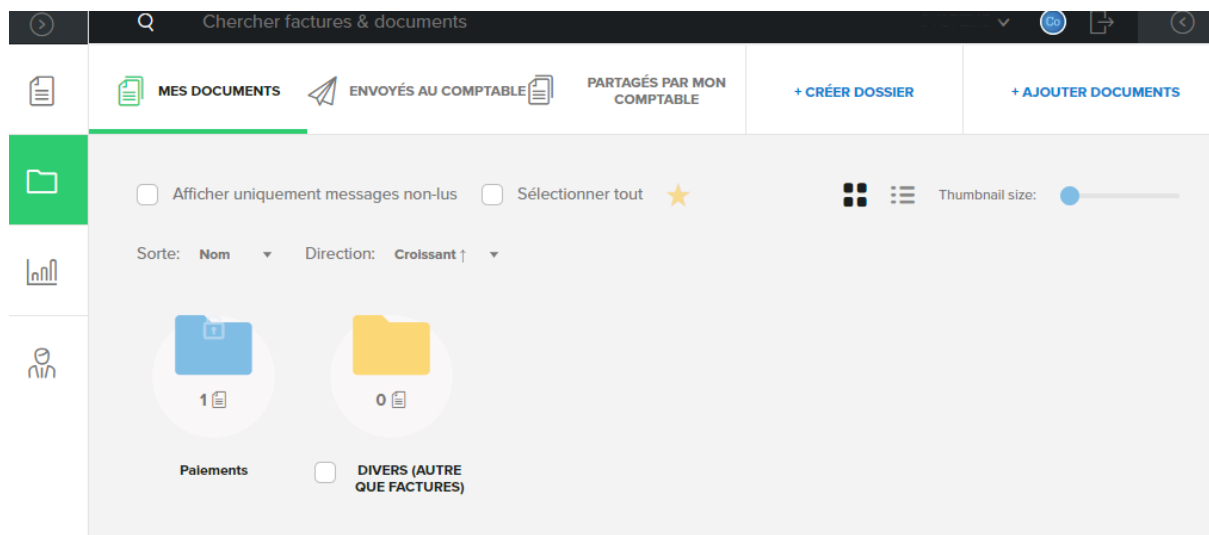 Chercher factures & documents
Co
MES DOCUMENTS
ENVOYÉS AU COMPTABLE
PARTAGÉS PAR MON
COMPTABLE
+ CRÉER DOSSIER
+ AJOUTER DOCUMENTS
Afficher uniquement messages non-lus
Sélectionner tout
Thumbnail size:
Sorte: Nom
Direction: Croissant ↑
1
0
Paiements
DIVERS (AUTRE
QUE FACTURES)